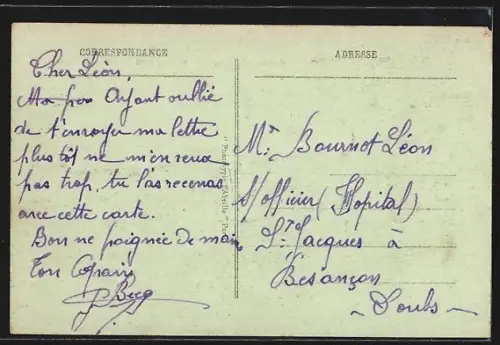 CORRESPONDANCE
Cher Léon,
Ayant oublié
de t'envoyer ma lettre
plus tôt ne m'en veux
pas trop, tu l'as recevras
avec cette carte.
Bon ne poignée de main
Ton Copain
ADRESSE
Mr Bournot Léon
s/officier (Hopital)
St Jacques à
Besançon
- Doubs -